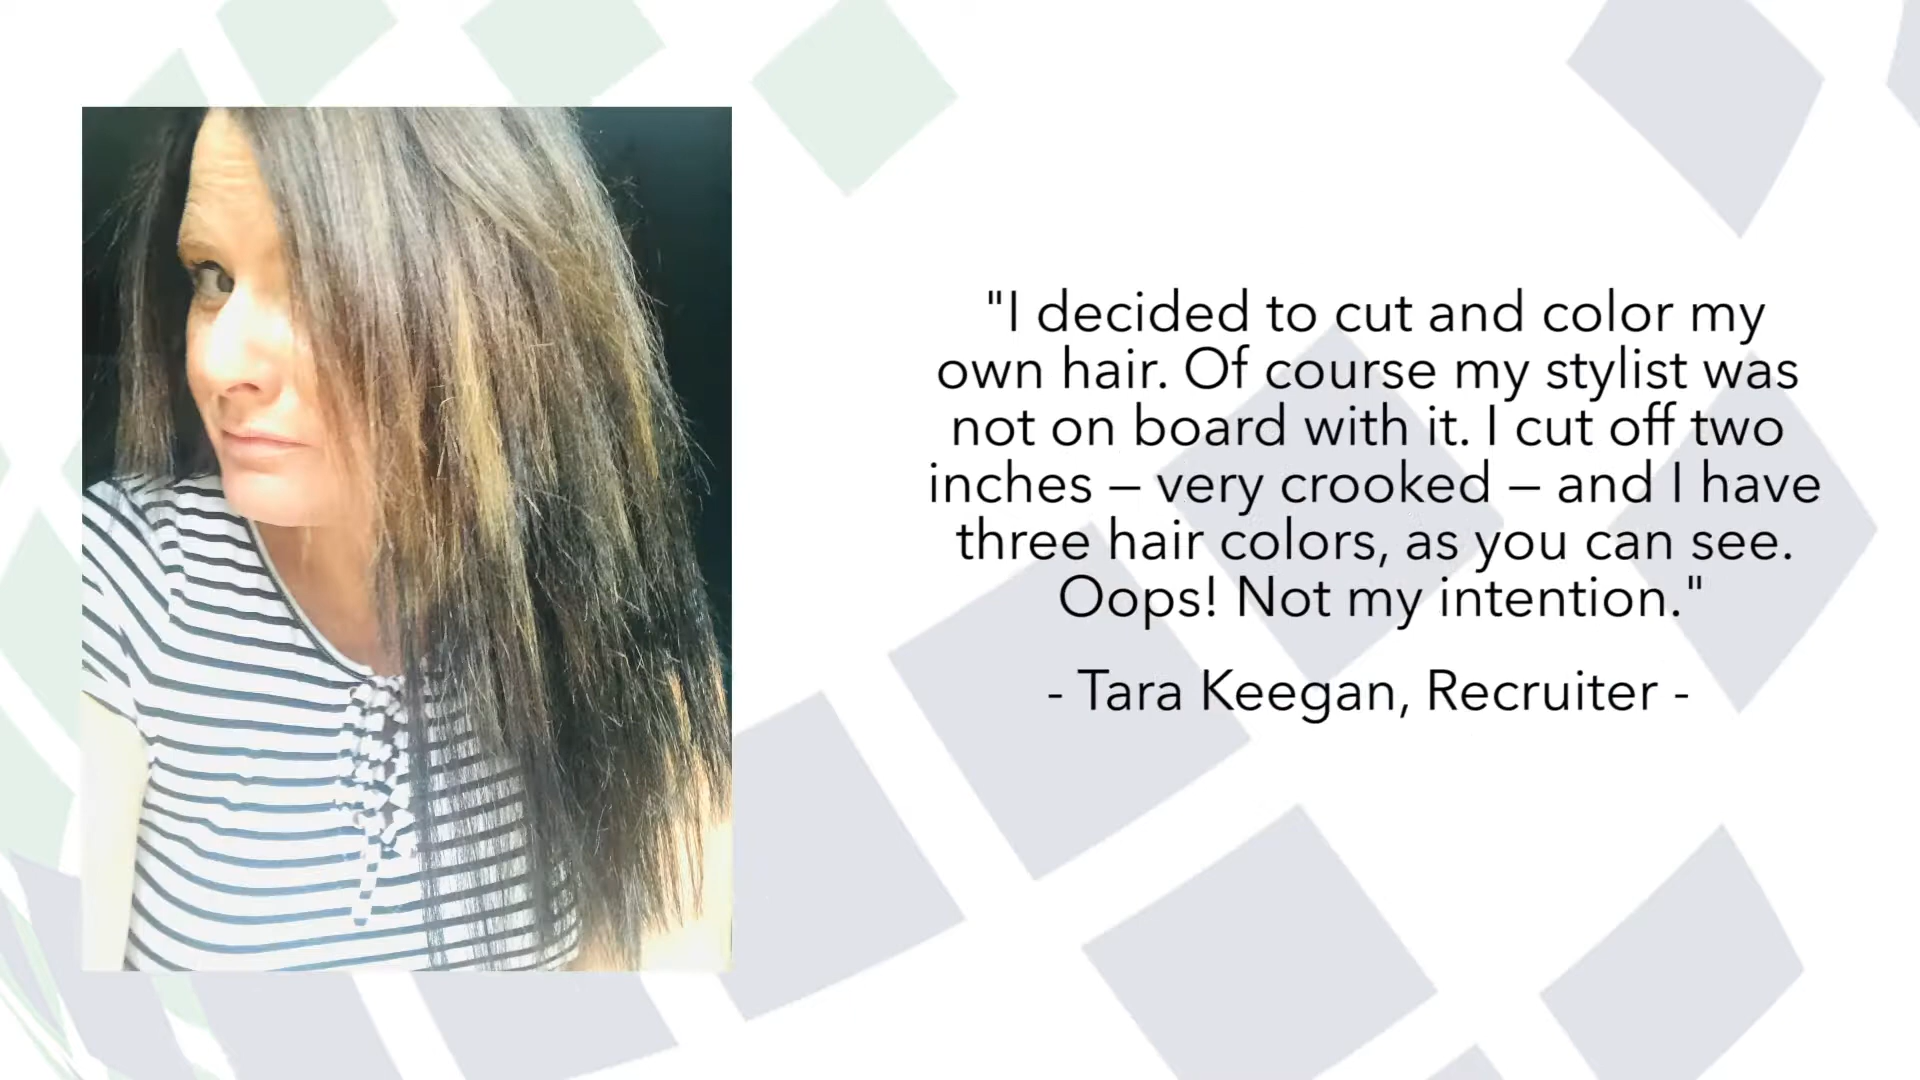 "I decided to cut and color my
own hair. Of course my stylist was
not on board with it. I cut off two
inches – very crooked – and I have
three hair colors, as you can see.
Oops! Not my intention."
- Tara Keegan, Recruiter -